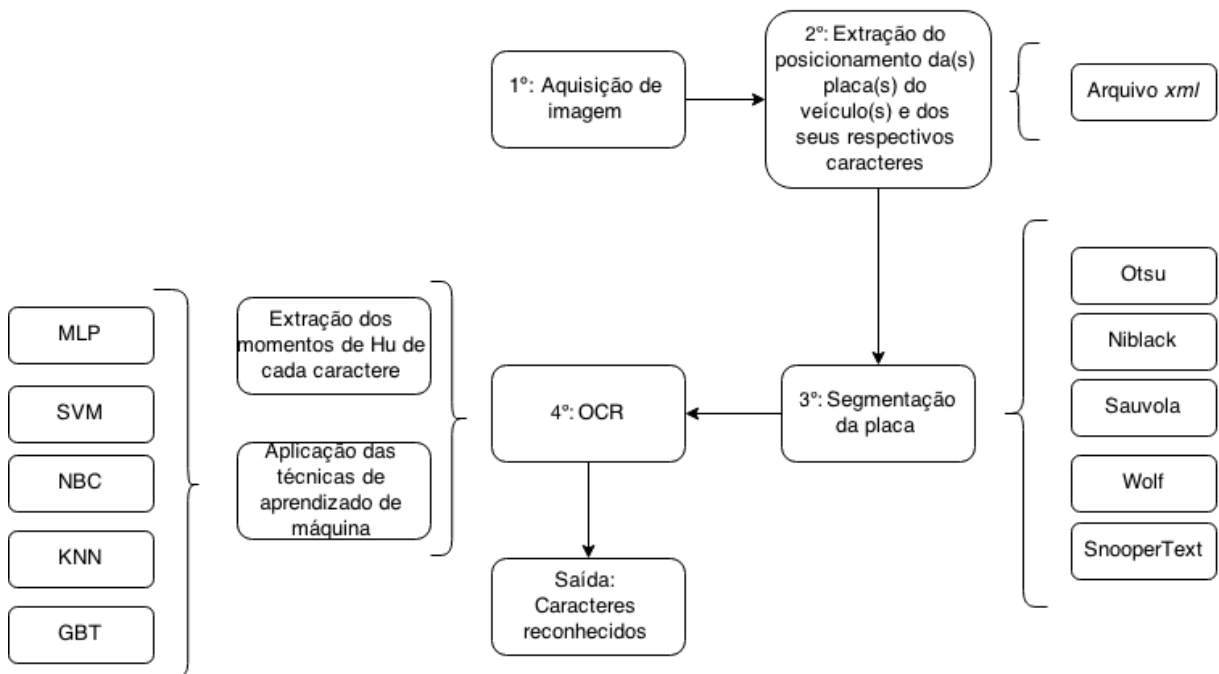 1º: Aquisição de
imagem
2º: Extração do
posicionamento da(s)
placa(s) do
veículo(s) e dos
seus respectivos
caracteres
Arquivo xml
3º: Segmentação
da placa
Otsu
Niblack
Sauvola
Wolf
SnooperText
4º: OCR
Extração dos
momentos de Hu de
cada caractere
Aplicação das
técnicas de
aprendizado de
máquina
MLP
SVM
NBC
KNN
GBT
Saída:
Caracteres
reconhecidos